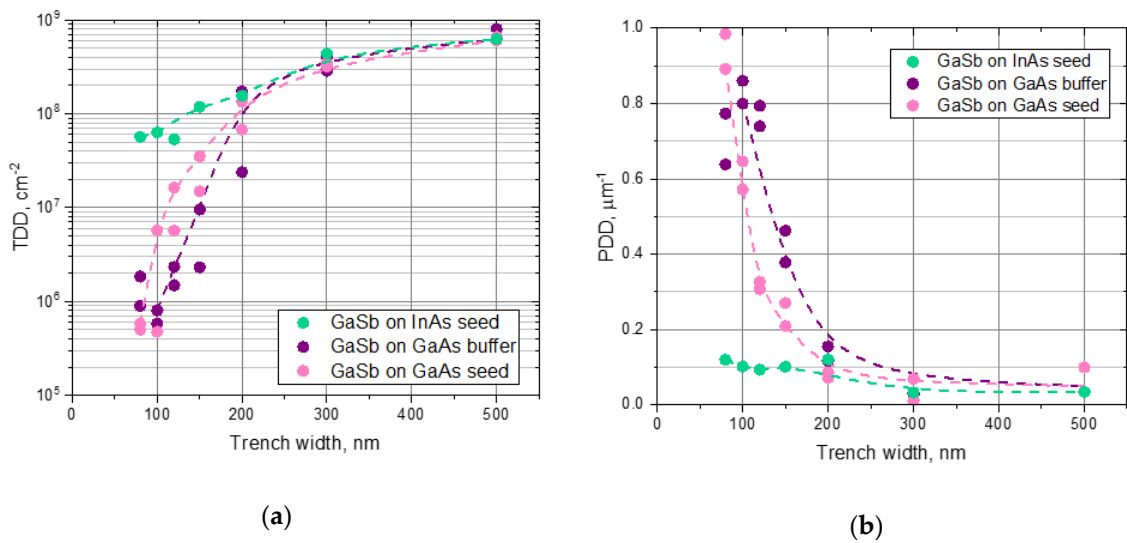 10⁹
10⁸
10⁷
10⁶
10⁵
TDD, cm⁻²
0 100 200 300 400 500
Trench width, nm
GaSb on InAs seed
GaSb on GaAs buffer
GaSb on GaAs seed
(a)
1.0
0.8
0.6
0.4
0.2
0.0
PDD, μm⁻¹
0 100 200 300 400 500
Trench width, nm
GaSb on InAs seed
GaSb on GaAs buffer
GaSb on GaAs seed
(b)